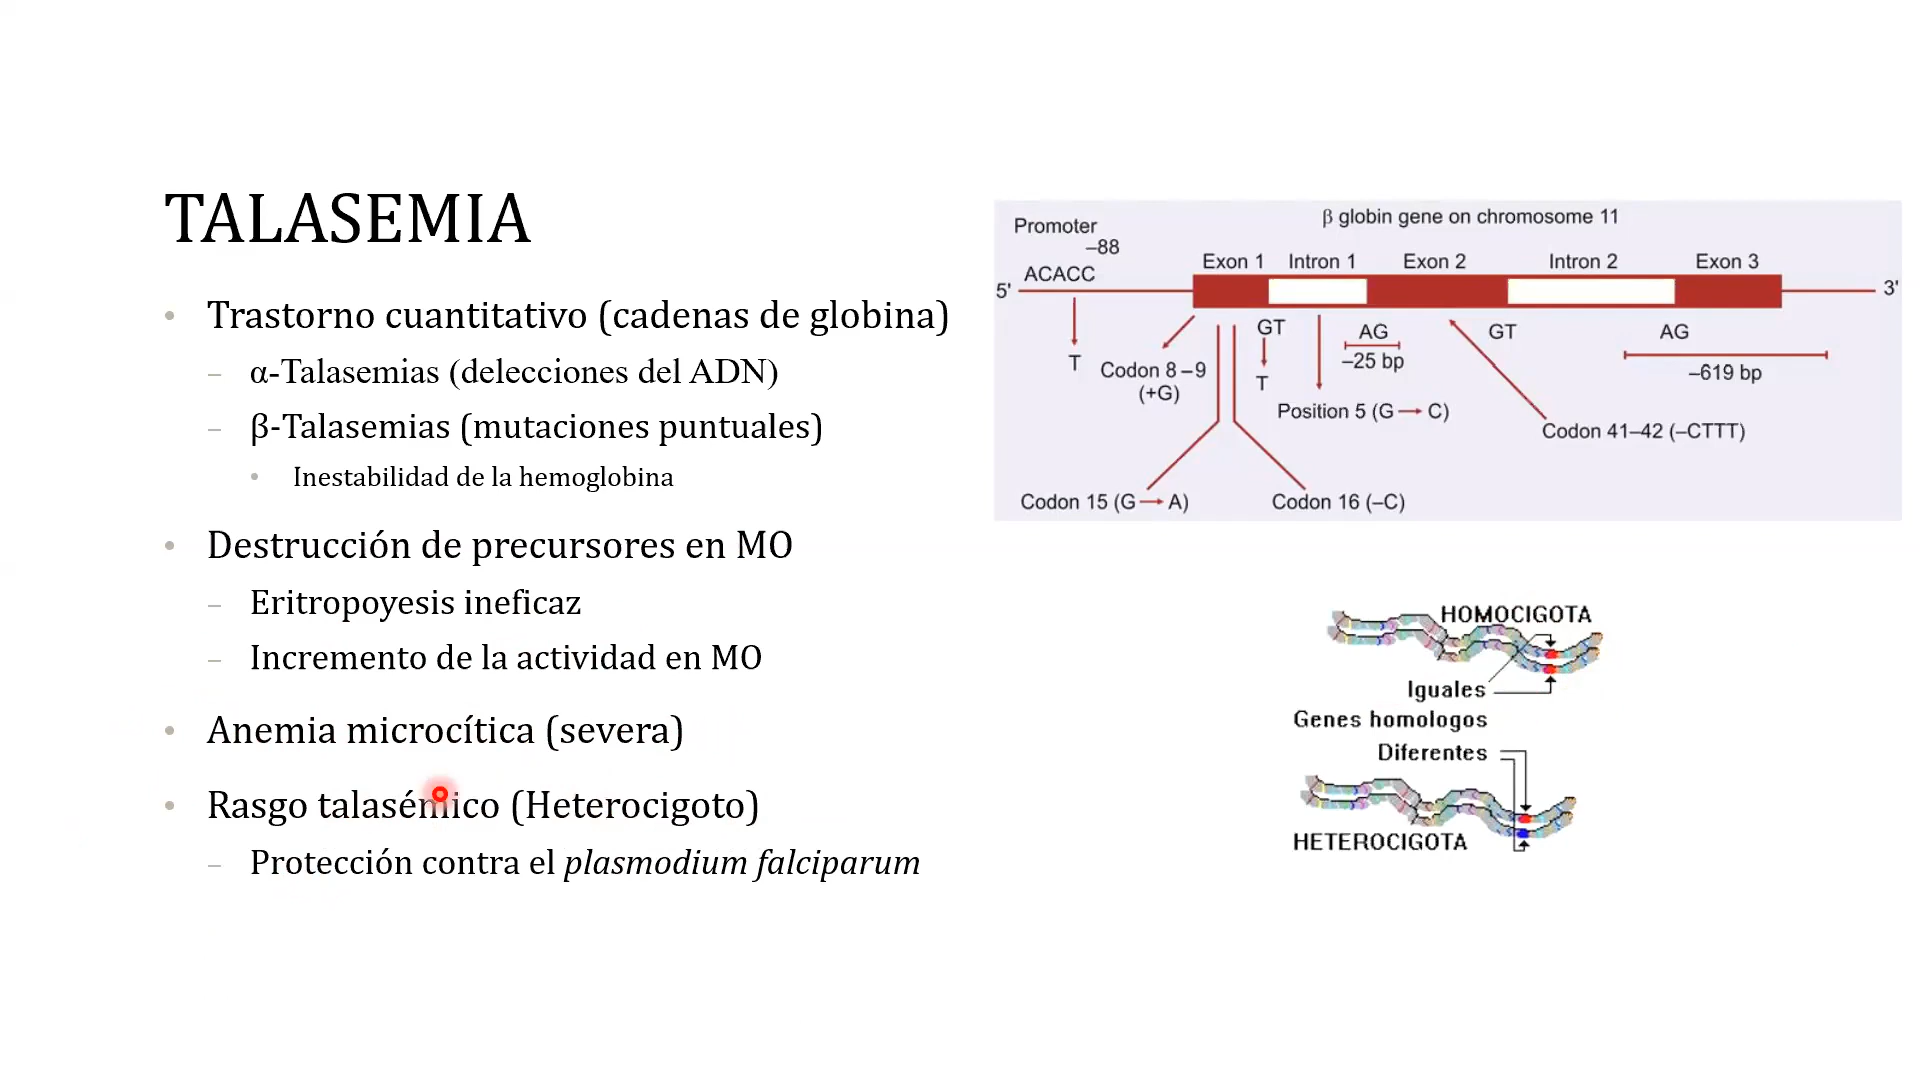 TALASEMIA
• Trastorno cuantitativo (cadenas de globina)
– α-Talasemias (delecciones del ADN)
– β-Talasemias (mutaciones puntuales)
• Inestabilidad de la hemoglobina
• Destrucción de precursores en MO
– Eritropoyesis ineficaz
– Incremento de la actividad en MO
• Anemia microcítica (severa)
• Rasgo talasémico (Heterocigoto)
– Protección contra el plasmodium falciparum
β globin gene on chromosome 11
Promoter
–88
ACACC
Exon 1 Intron 1 Exon 2 Intron 2 Exon 3
5' 3'
GT AG GT AG
T
Codon 8–9
(+G)
T
–25 bp
–619 bp
Position 5 (G → C)
Codon 41–42 (–CTTT)
Codon 15 (G → A)
Codon 16 (–C)
HOMOCIGOTA
Iguales
Genes homologos
Diferentes
HETEROCIGOTA